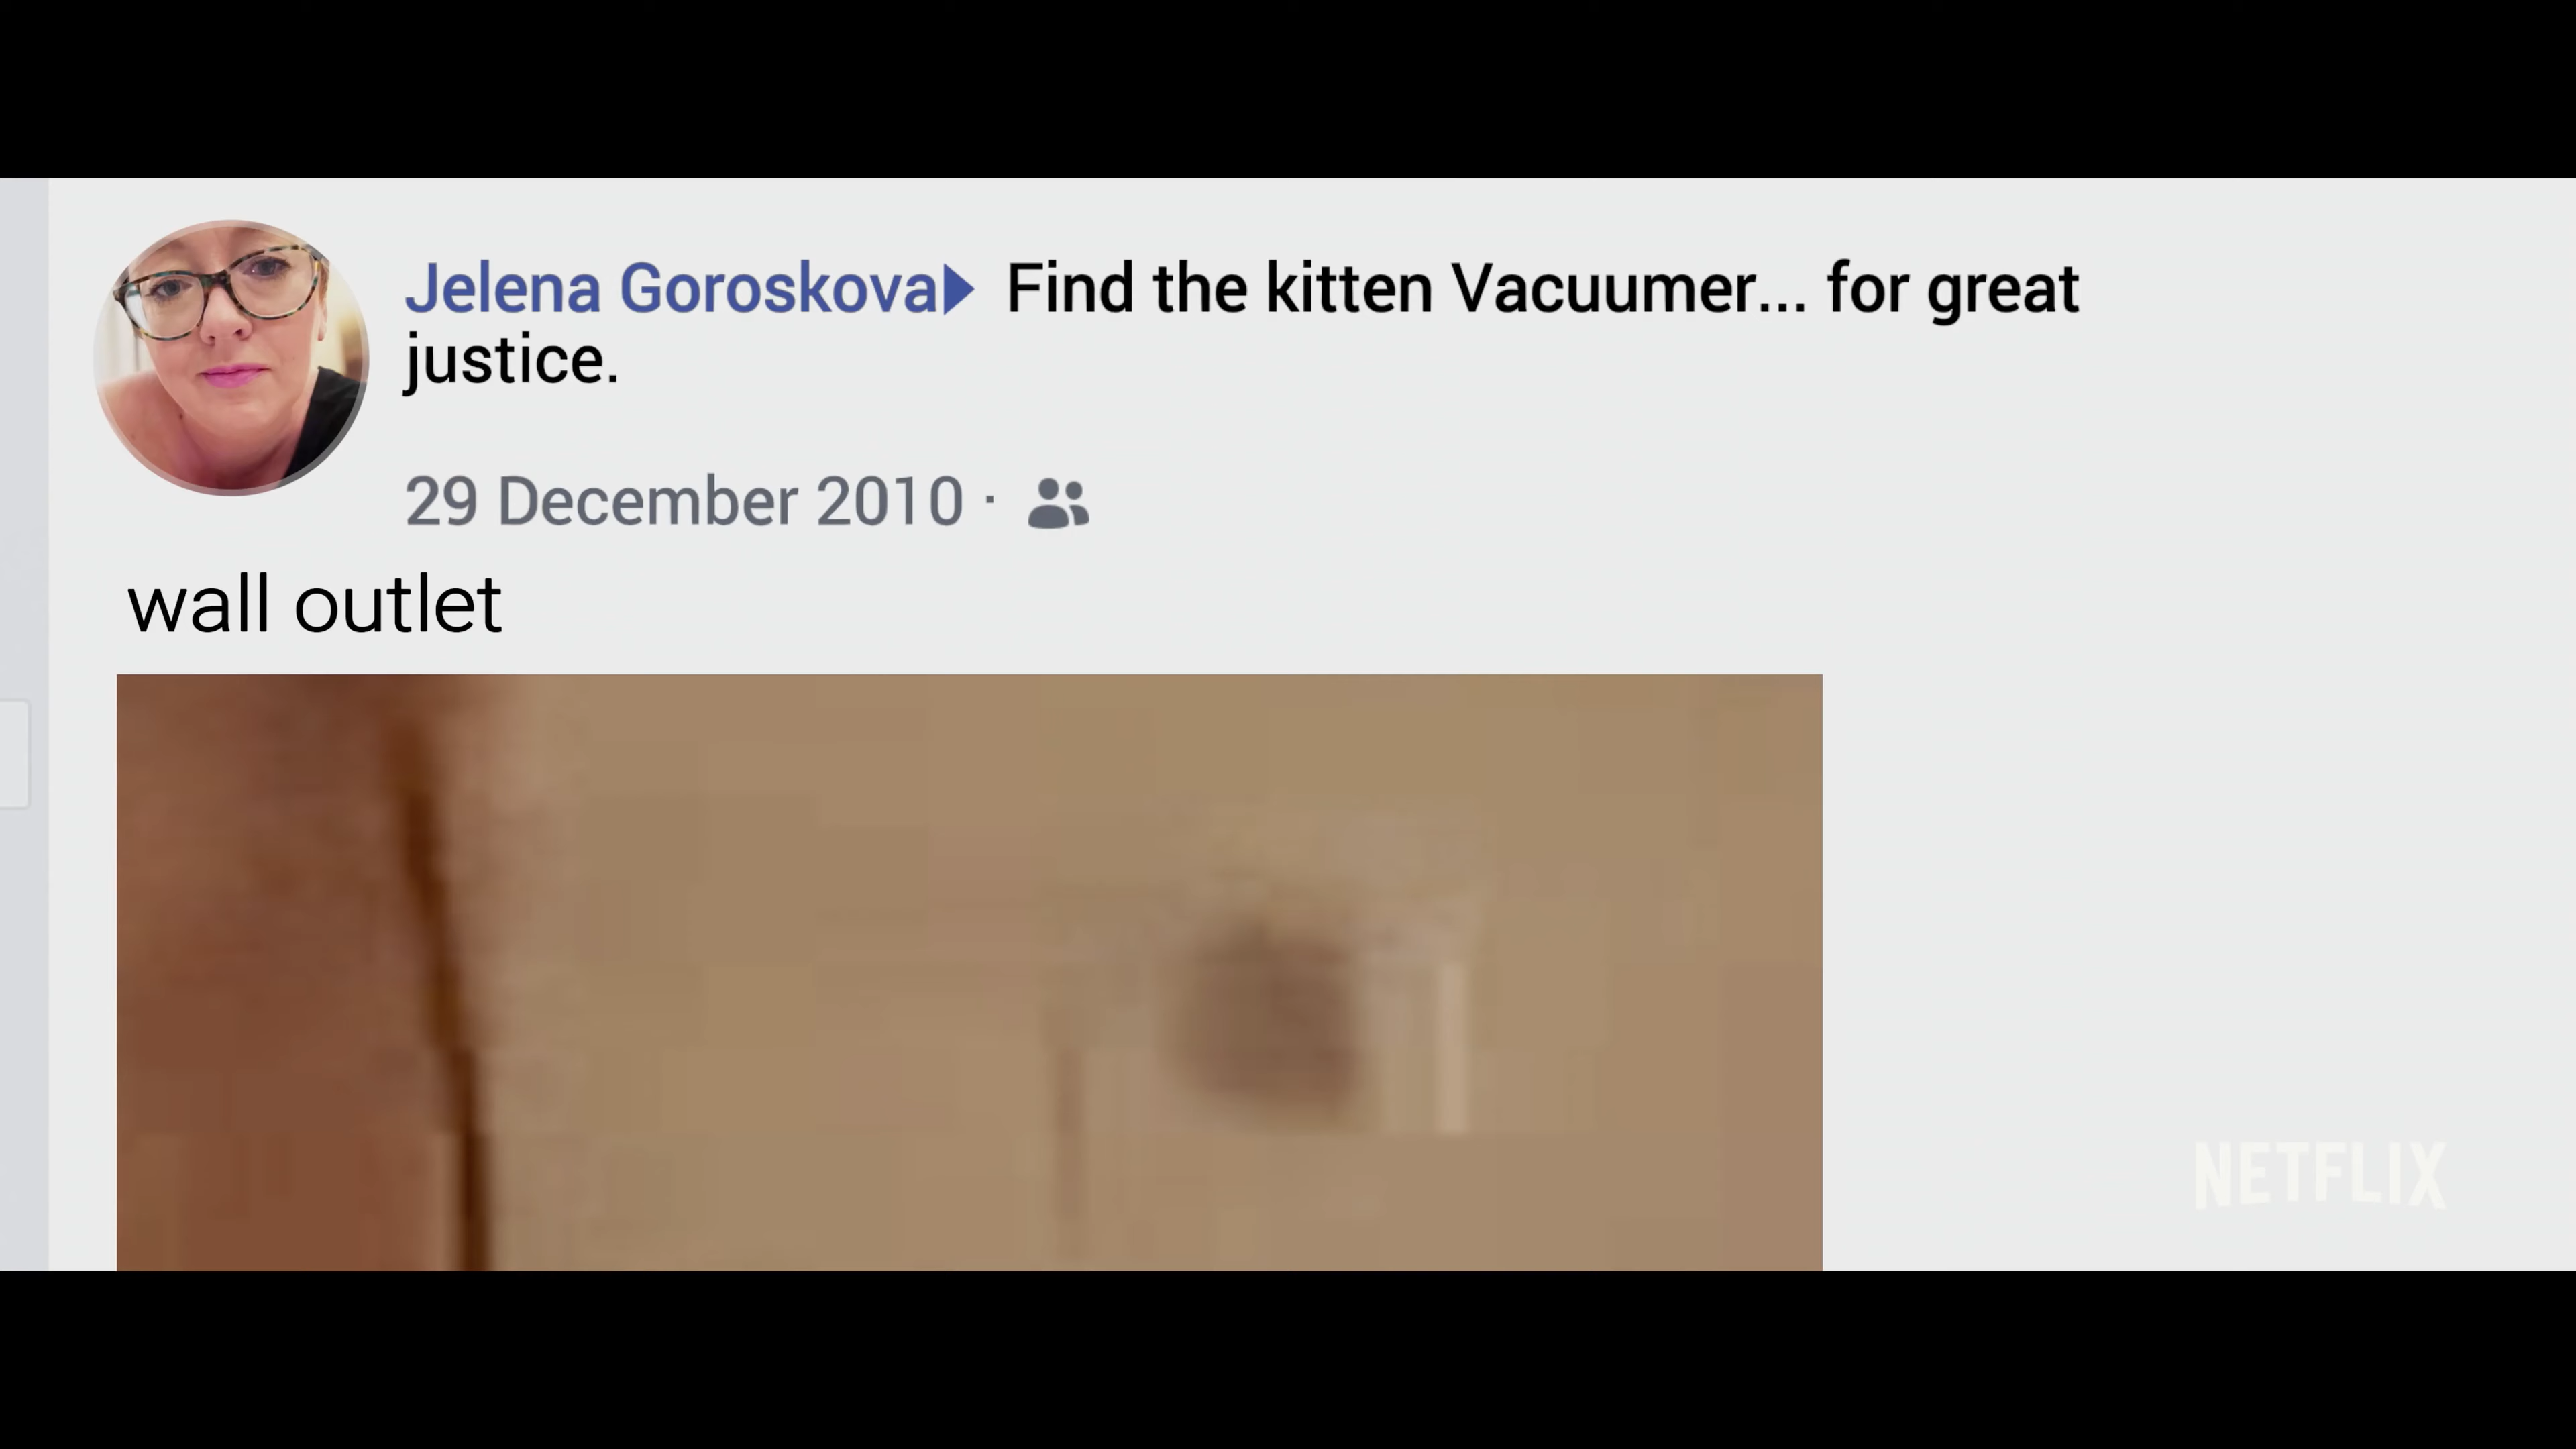 Jelena Goroskova Find the kitten Vacuumer... for great
justice.
29 December 2010 ·
wall outlet
NETFLIX